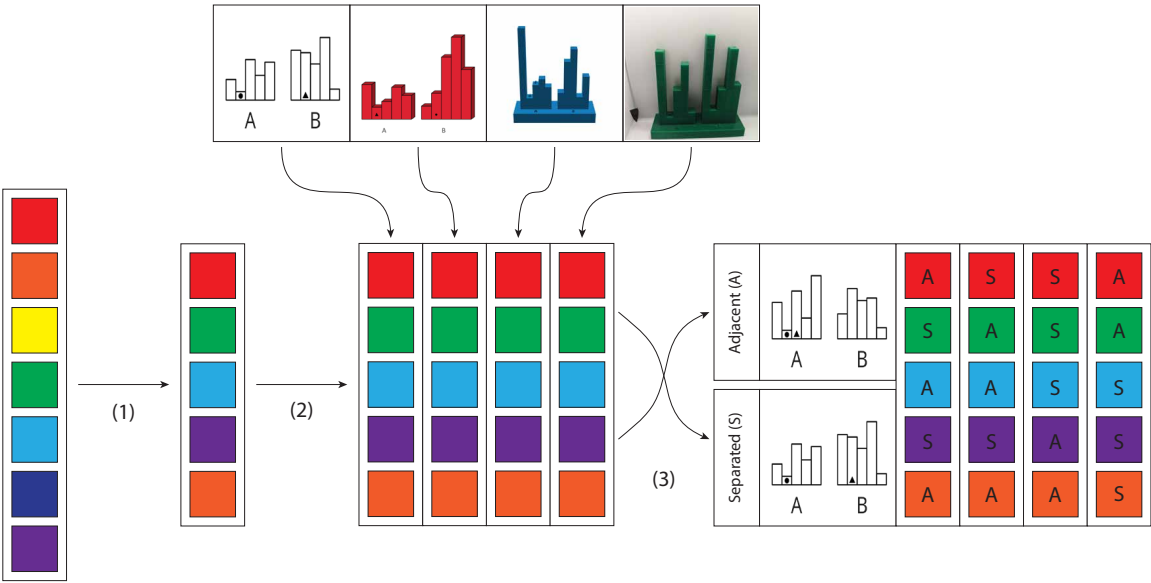 A B
A B
(1)
(2)
(3)
Adjacent (A)
A B
Separated (S)
A B
A S S A
S A S A
A A S S
S S A S
A A A S